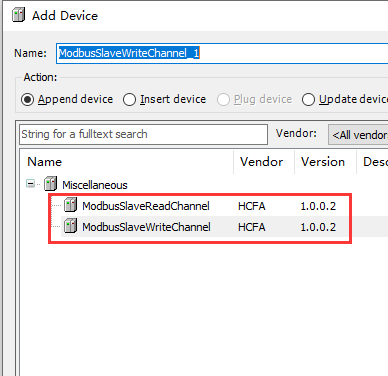 Add Device
Name: ModbusSlaveWriteChannel_1
Action:
Append device Insert device Plug device Update device
String for a fulltext search Vendor: <All vendor
Name Vendor Version Desc
Miscellaneous
ModbusSlaveReadChannel HCFA 1.0.0.2
ModbusSlaveWriteChannel HCFA 1.0.0.2